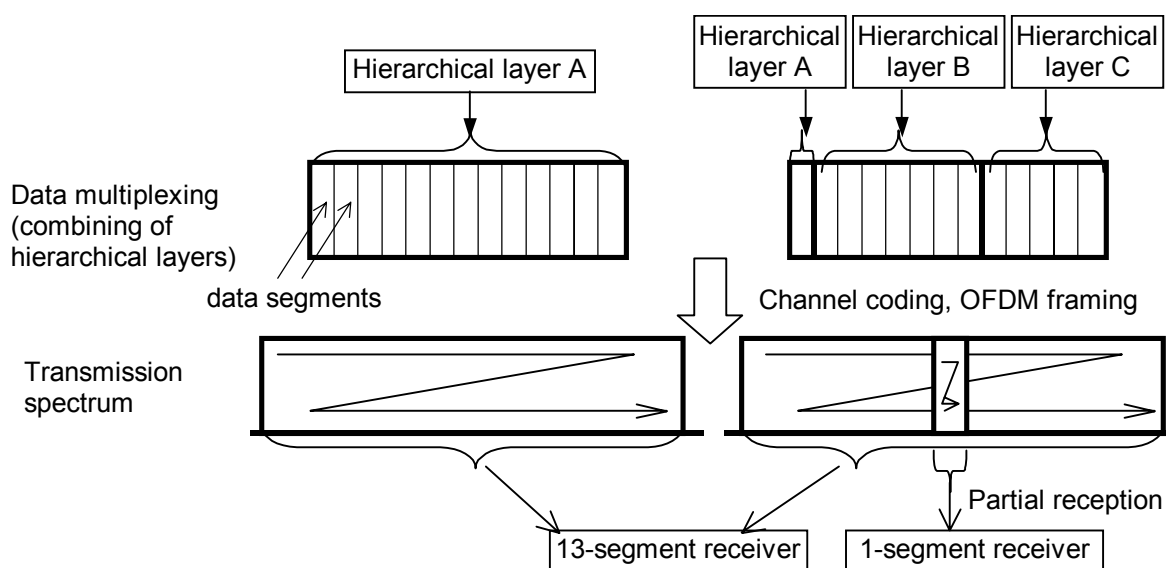 Hierarchical layer A
Hierarchical
layer A
Hierarchical
layer B
Hierarchical
layer C
Data multiplexing
(combining of
hierarchical layers)
data segments
Channel coding, OFDM framing
Transmission
spectrum
Partial reception
13-segment receiver
1-segment receiver